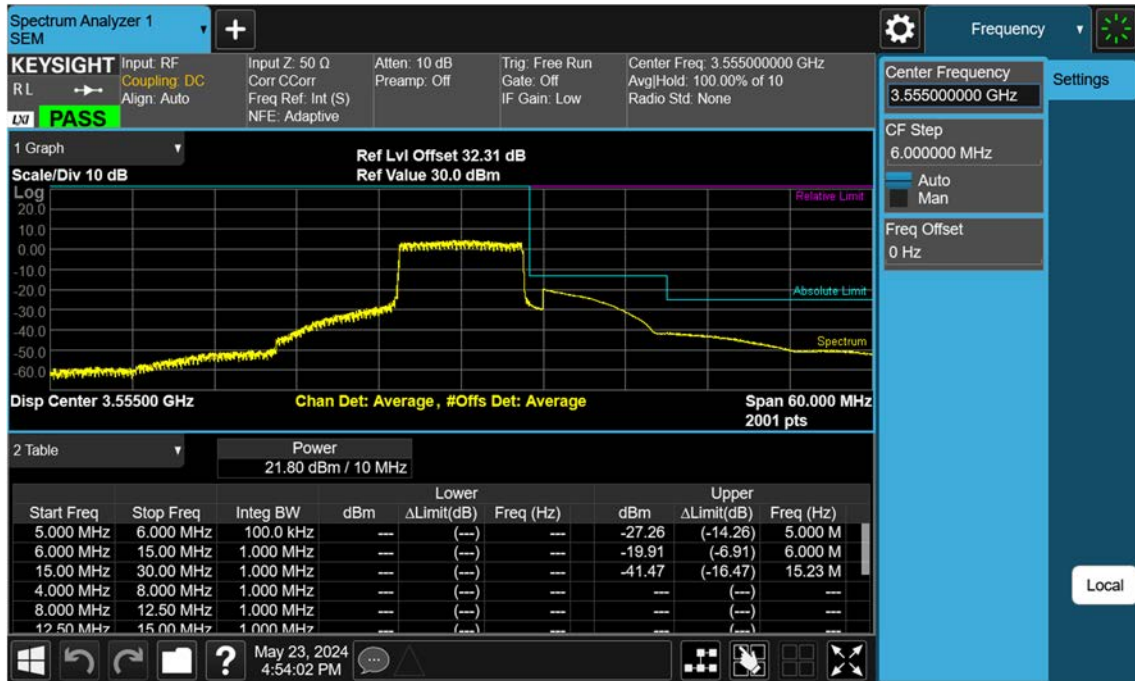 Spectrum Analyzer 1
SEM
Frequency
KEYSIGHT
R L
LXI
PASS
Input: RF
Coupling: DC
Align: Auto
Input Z: 50 Ω
Corr CCorr
Freq Ref: Int (S)
NFE: Adaptive
Atten: 10 dB
Preamp: Off
Trig: Free Run
Gate: Off
IF Gain: Low
Center Freq: 3.555000000 GHz
Avg|Hold: 100.00% of 10
Radio Std: None
Center Frequency
3.555000000 GHz
Settings
CF Step
6.000000 MHz
Auto
Man
Freq Offset
0 Hz
Local
1 Graph
Scale/Div 10 dB
Ref Lvl Offset 32.31 dB
Ref Value 30.0 dBm
Log
20.0
10.0
0.00
-10.0
-20.0
-30.0
-40.0
-50.0
-60.0
Relative Limit
Absolute Limit
Spectrum
Disp Center 3.55500 GHz
Chan Det: Average, #Offs Det: Average
Span 60.000 MHz
2001 pts
2 Table
Power
21.80 dBm / 10 MHz
Lower Upper
Start Freq Stop Freq Integ BW dBm ΔLimit(dB) Freq (Hz) dBm ΔLimit(dB) Freq (Hz)
5.000 MHz 6.000 MHz 100.0 kHz --- (---) --- -27.26 (-14.26) 5.000 M
6.000 MHz 15.00 MHz 1.000 MHz --- (---) --- -19.91 (-6.91) 6.000 M
15.00 MHz 30.00 MHz 1.000 MHz --- (---) --- -41.47 (-16.47) 15.23 M
4.000 MHz 8.000 MHz 1.000 MHz --- (---) --- --- (---) ---
8.000 MHz 12.50 MHz 1.000 MHz --- (---) --- --- (---) ---
12.50 MHz 15.00 MHz 1.000 MHz --- (---) --- --- (---) ---
?
May 23, 2024
4:54:02 PM